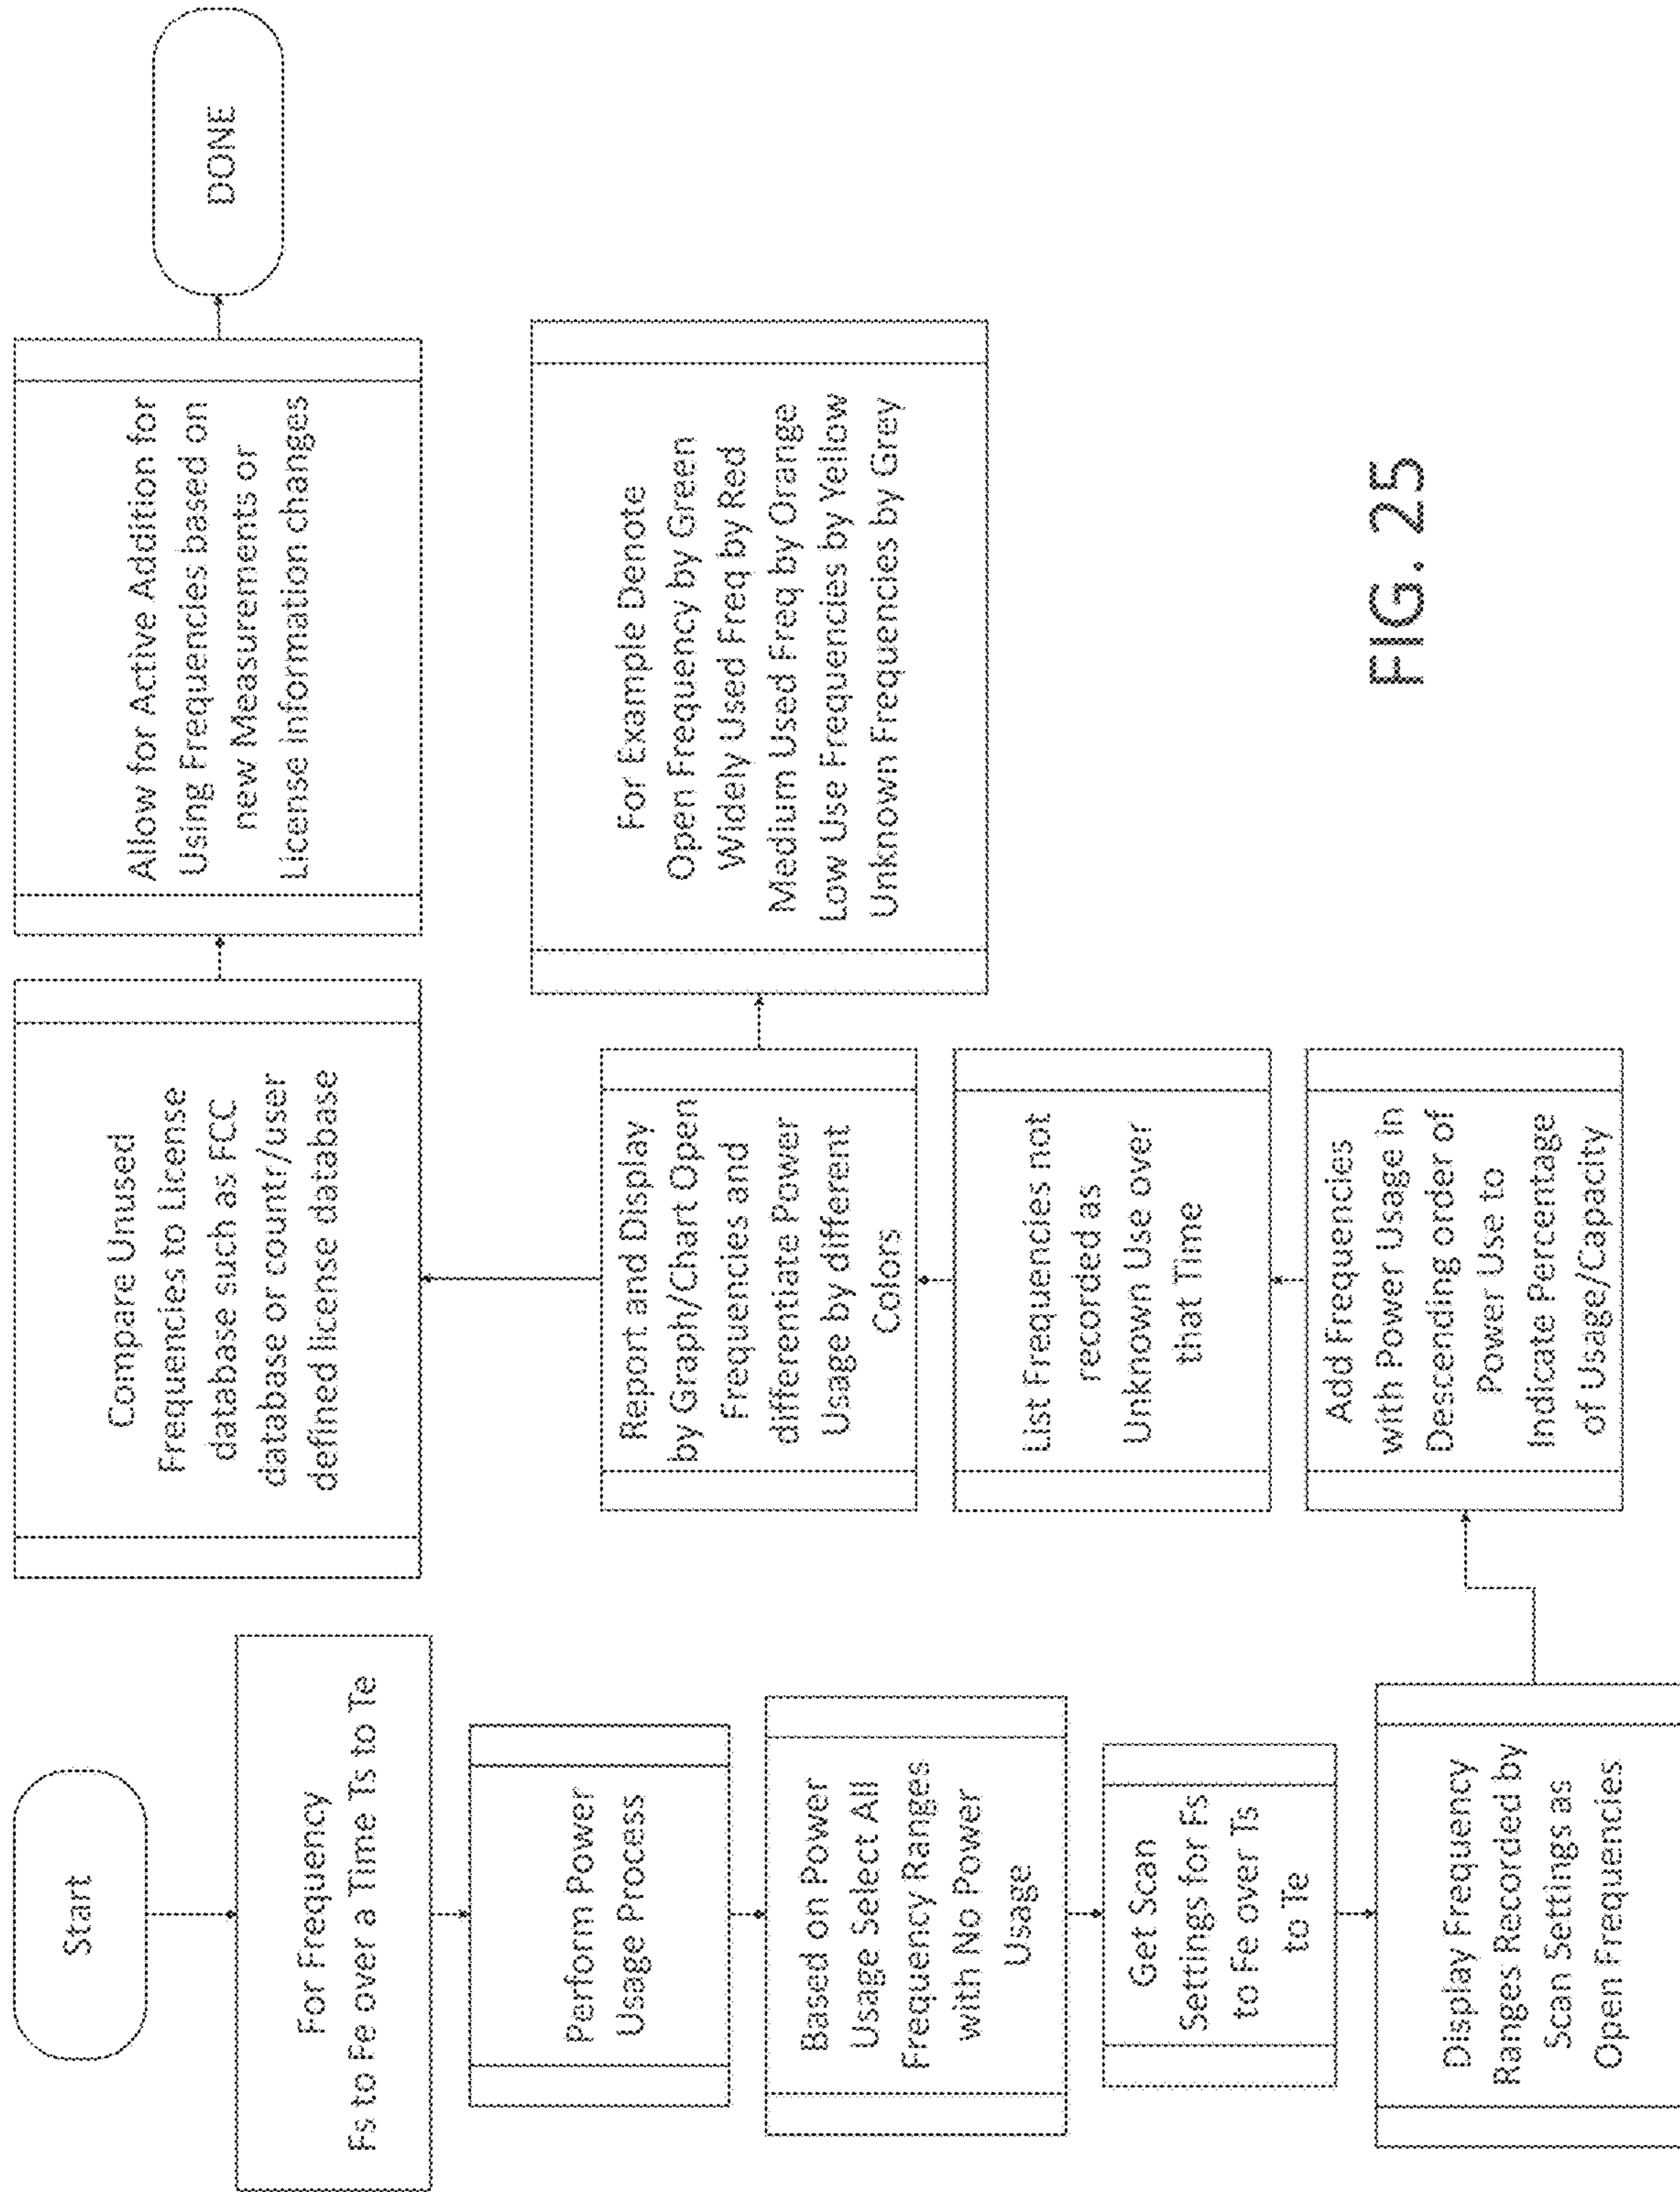 Start
For Frequency
Fs to Fe over a Time Ts to Te
Perform Power
Usage Process
Based on Power
Usage Select All
Frequency Ranges
with No Power
Usage
Get Scan
Settings for Fs
to Fe over Ts
to Te
Display Frequency
Ranges Recorded by
Scan Settings as
Open Frequencies
Add Frequencies
with Power Usage in
Descending order of
Power Use to
Indicate Percentage
of Usage/Capacity
List Frequencies not
recorded as
Unknown Use over
that Time
Report and Display
by Graph/Chart Open
Frequencies and
differentiate Power
Usage by different
Colors
For Example Denote
Open Frequency by Green
Widely Used Freq by Red
Medium Used Freq by Orange
Low Use Frequencies by Yellow
Unknown Frequencies by Grey
Compare Unused
Frequencies to License
database such as FCC
database or countr/user
defined license database
Allow for Active Addition for
Using Frequencies based on
new Measurements or
License information changes
DONE
FIG. 25